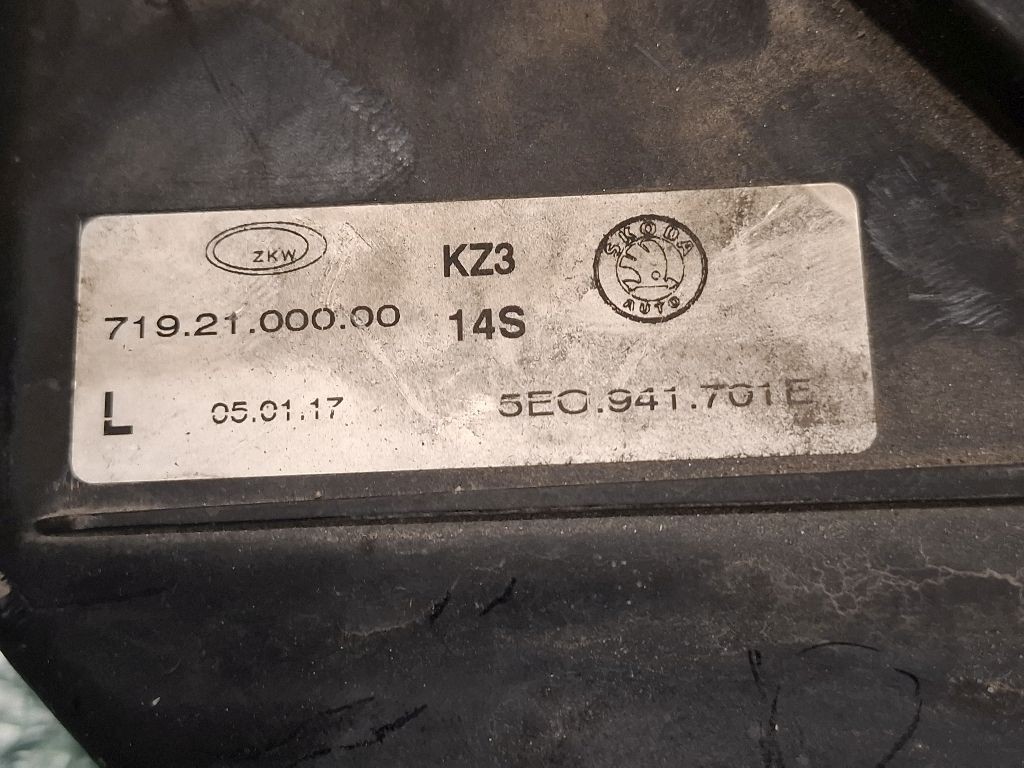 ZKW
KZ3
SKODA
AUTO
719.21.000.00
14S
L
05.01.17
5E0.941.701E